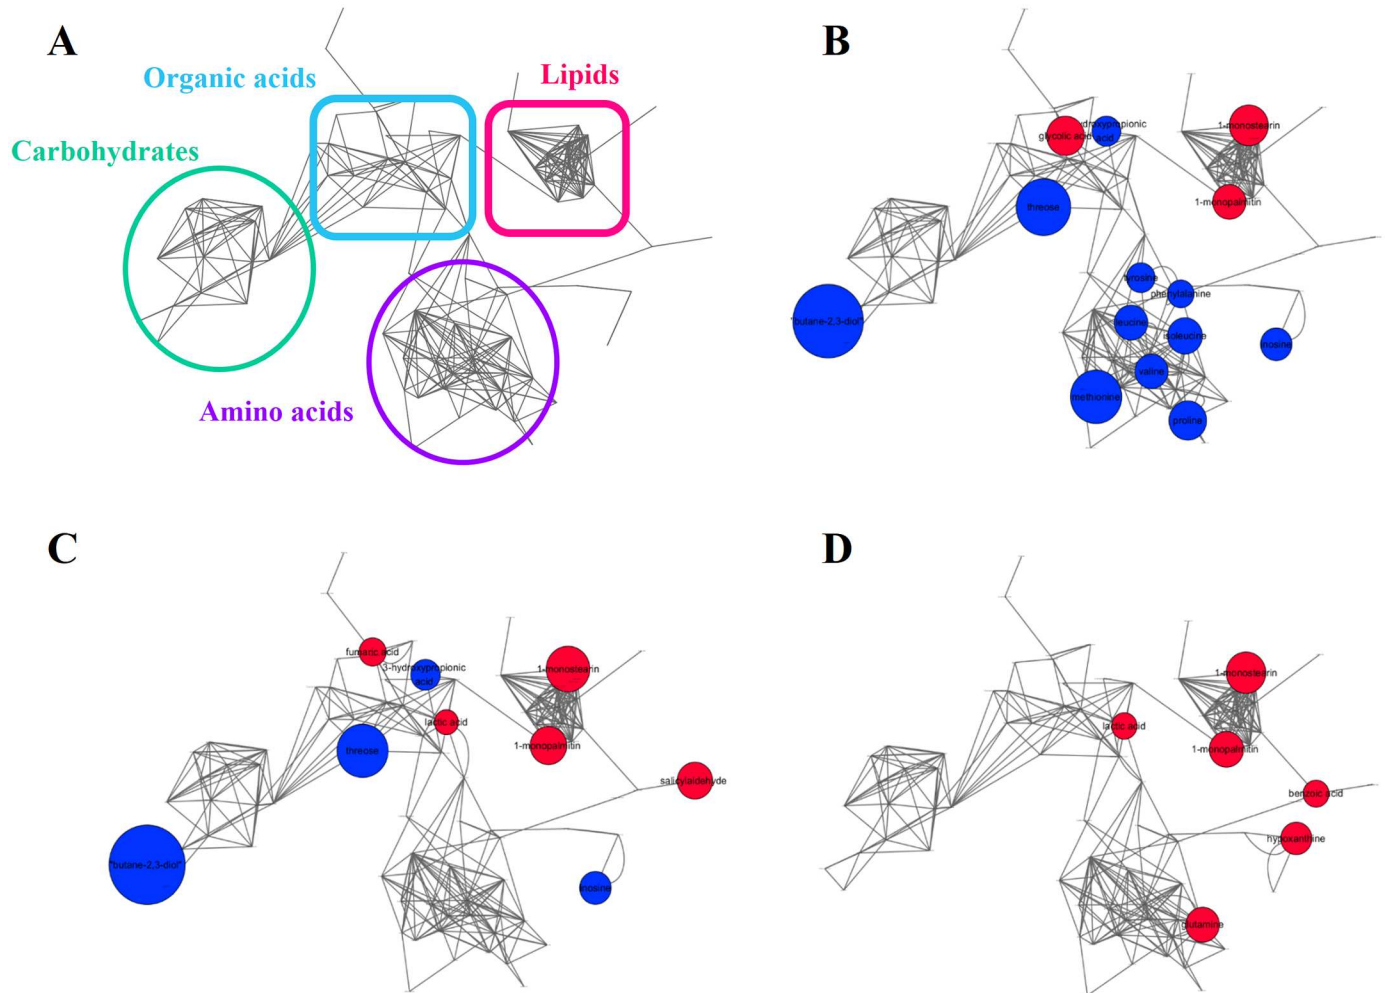 A
B
Organic acids
Lipids
Carbohydrates
Amino acids
glycolic acid
droxypropionic
acid
1-monostearin
1-monopalmitin
threose
tyrosine
phenylalanine
"butane-2,3-diol"
leucine
isoleucine
inosine
valine
methionine
proline
C
D
fumaric acid
3-hydroxypropionic
acid
1-monostearin
lactic acid
threose
1-monopalmitin
salicylaldehyde
"butane-2,3-diol"
inosine
1-monostearin
lactic acid
1-monopalmitin
benzoic acid
hypoxanthine
glutamine